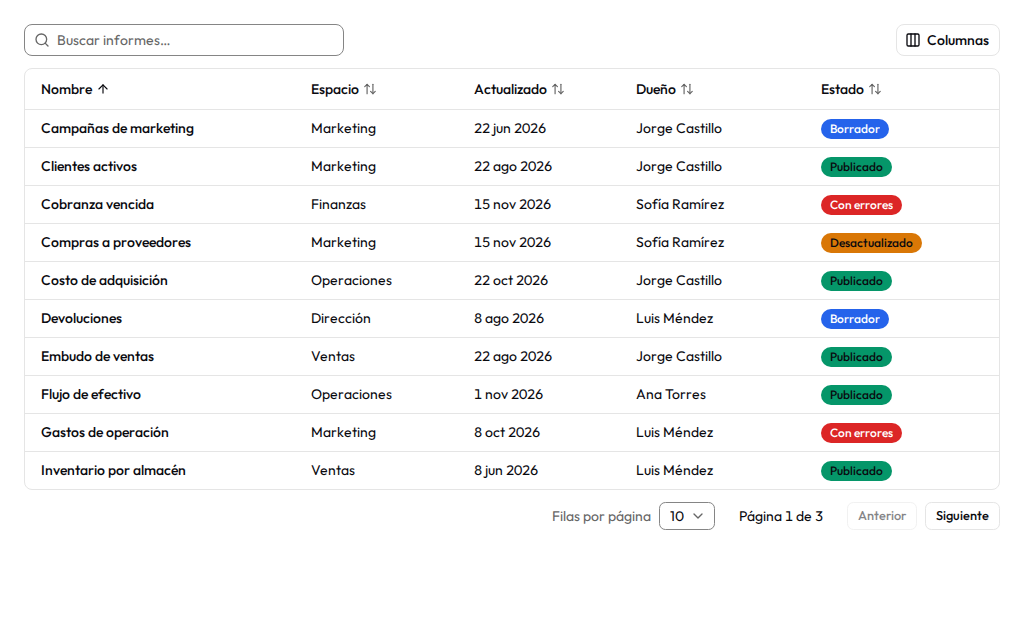 Buscar informes…
Columnas
Nombre Espacio Actualizado Dueño Estado
Campañas de marketing Marketing 22 jun 2026 Jorge Castillo Borrador
Clientes activos Marketing 22 ago 2026 Jorge Castillo Publicado
Cobranza vencida Finanzas 15 nov 2026 Sofía Ramírez Con errores
Compras a proveedores Marketing 15 nov 2026 Sofía Ramírez Desactualizado
Costo de adquisición Operaciones 22 oct 2026 Jorge Castillo Publicado
Devoluciones Dirección 8 ago 2026 Luis Méndez Borrador
Embudo de ventas Ventas 22 ago 2026 Jorge Castillo Publicado
Flujo de efectivo Operaciones 1 nov 2026 Ana Torres Publicado
Gastos de operación Marketing 8 oct 2026 Luis Méndez Con errores
Inventario por almacén Ventas 8 jun 2026 Luis Méndez Publicado
Filas por página 10 Página 1 de 3 Anterior Siguiente